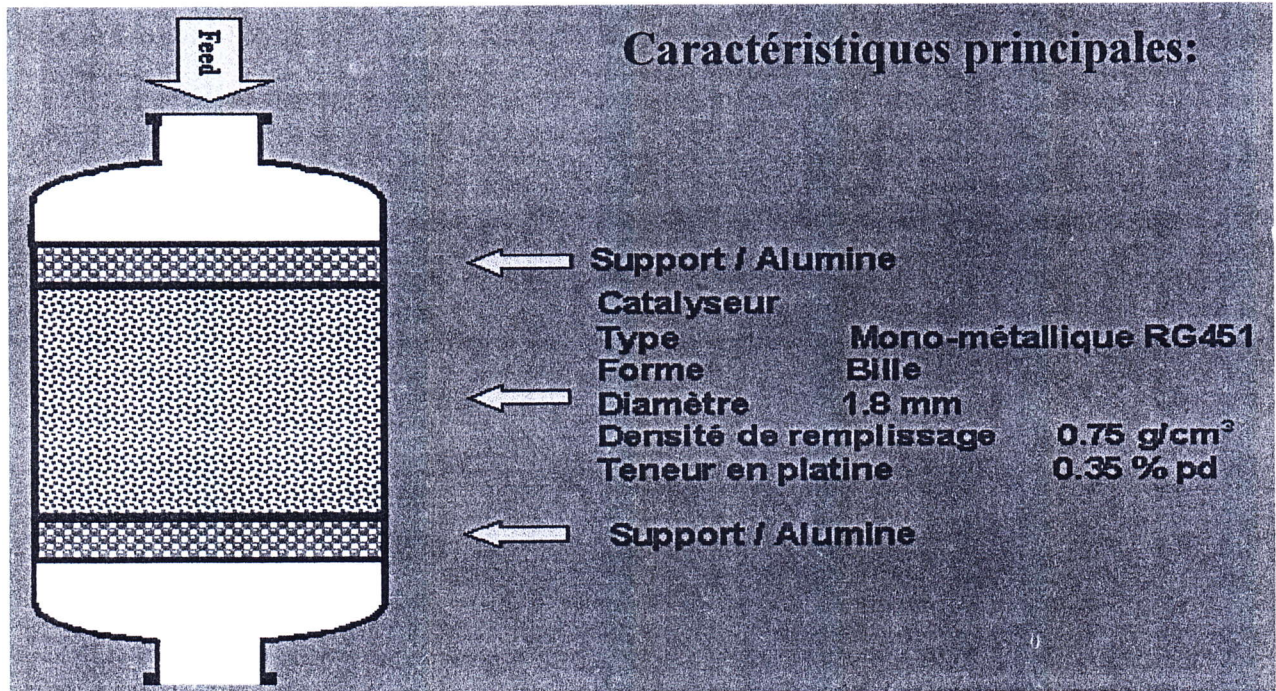 Feed
Caractéristiques principales:
Support / Alumine
Catalyseur
Type Mono-métallique RG451
Forme Bille
Diamètre 1.8 mm
Densité de remplissage 0.75 g/cm³
Teneur en platine 0.35 % pd
Support / Alumine